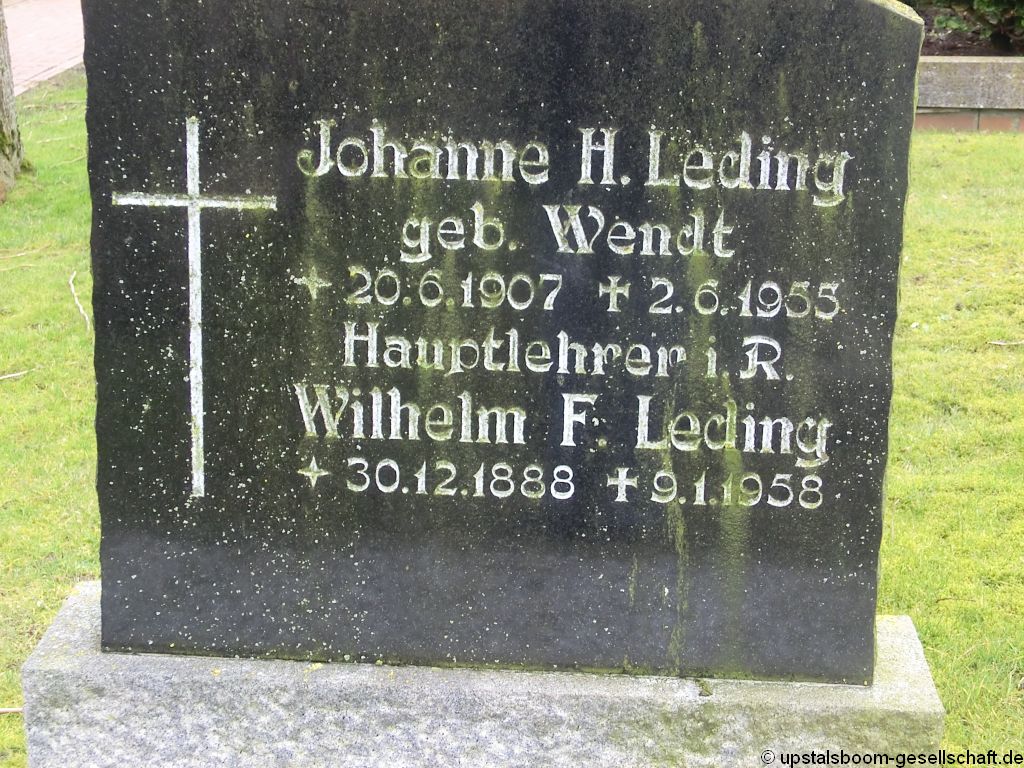 Johanne H. Leding
geb. Wendt
20.6.1907 ✝ 2.6.1955
Hauptlehrer i. R.
Wilhelm F. Leding
30.12.1888 ✝ 9.1.1958
© upstalsboom-gesellschaft.de